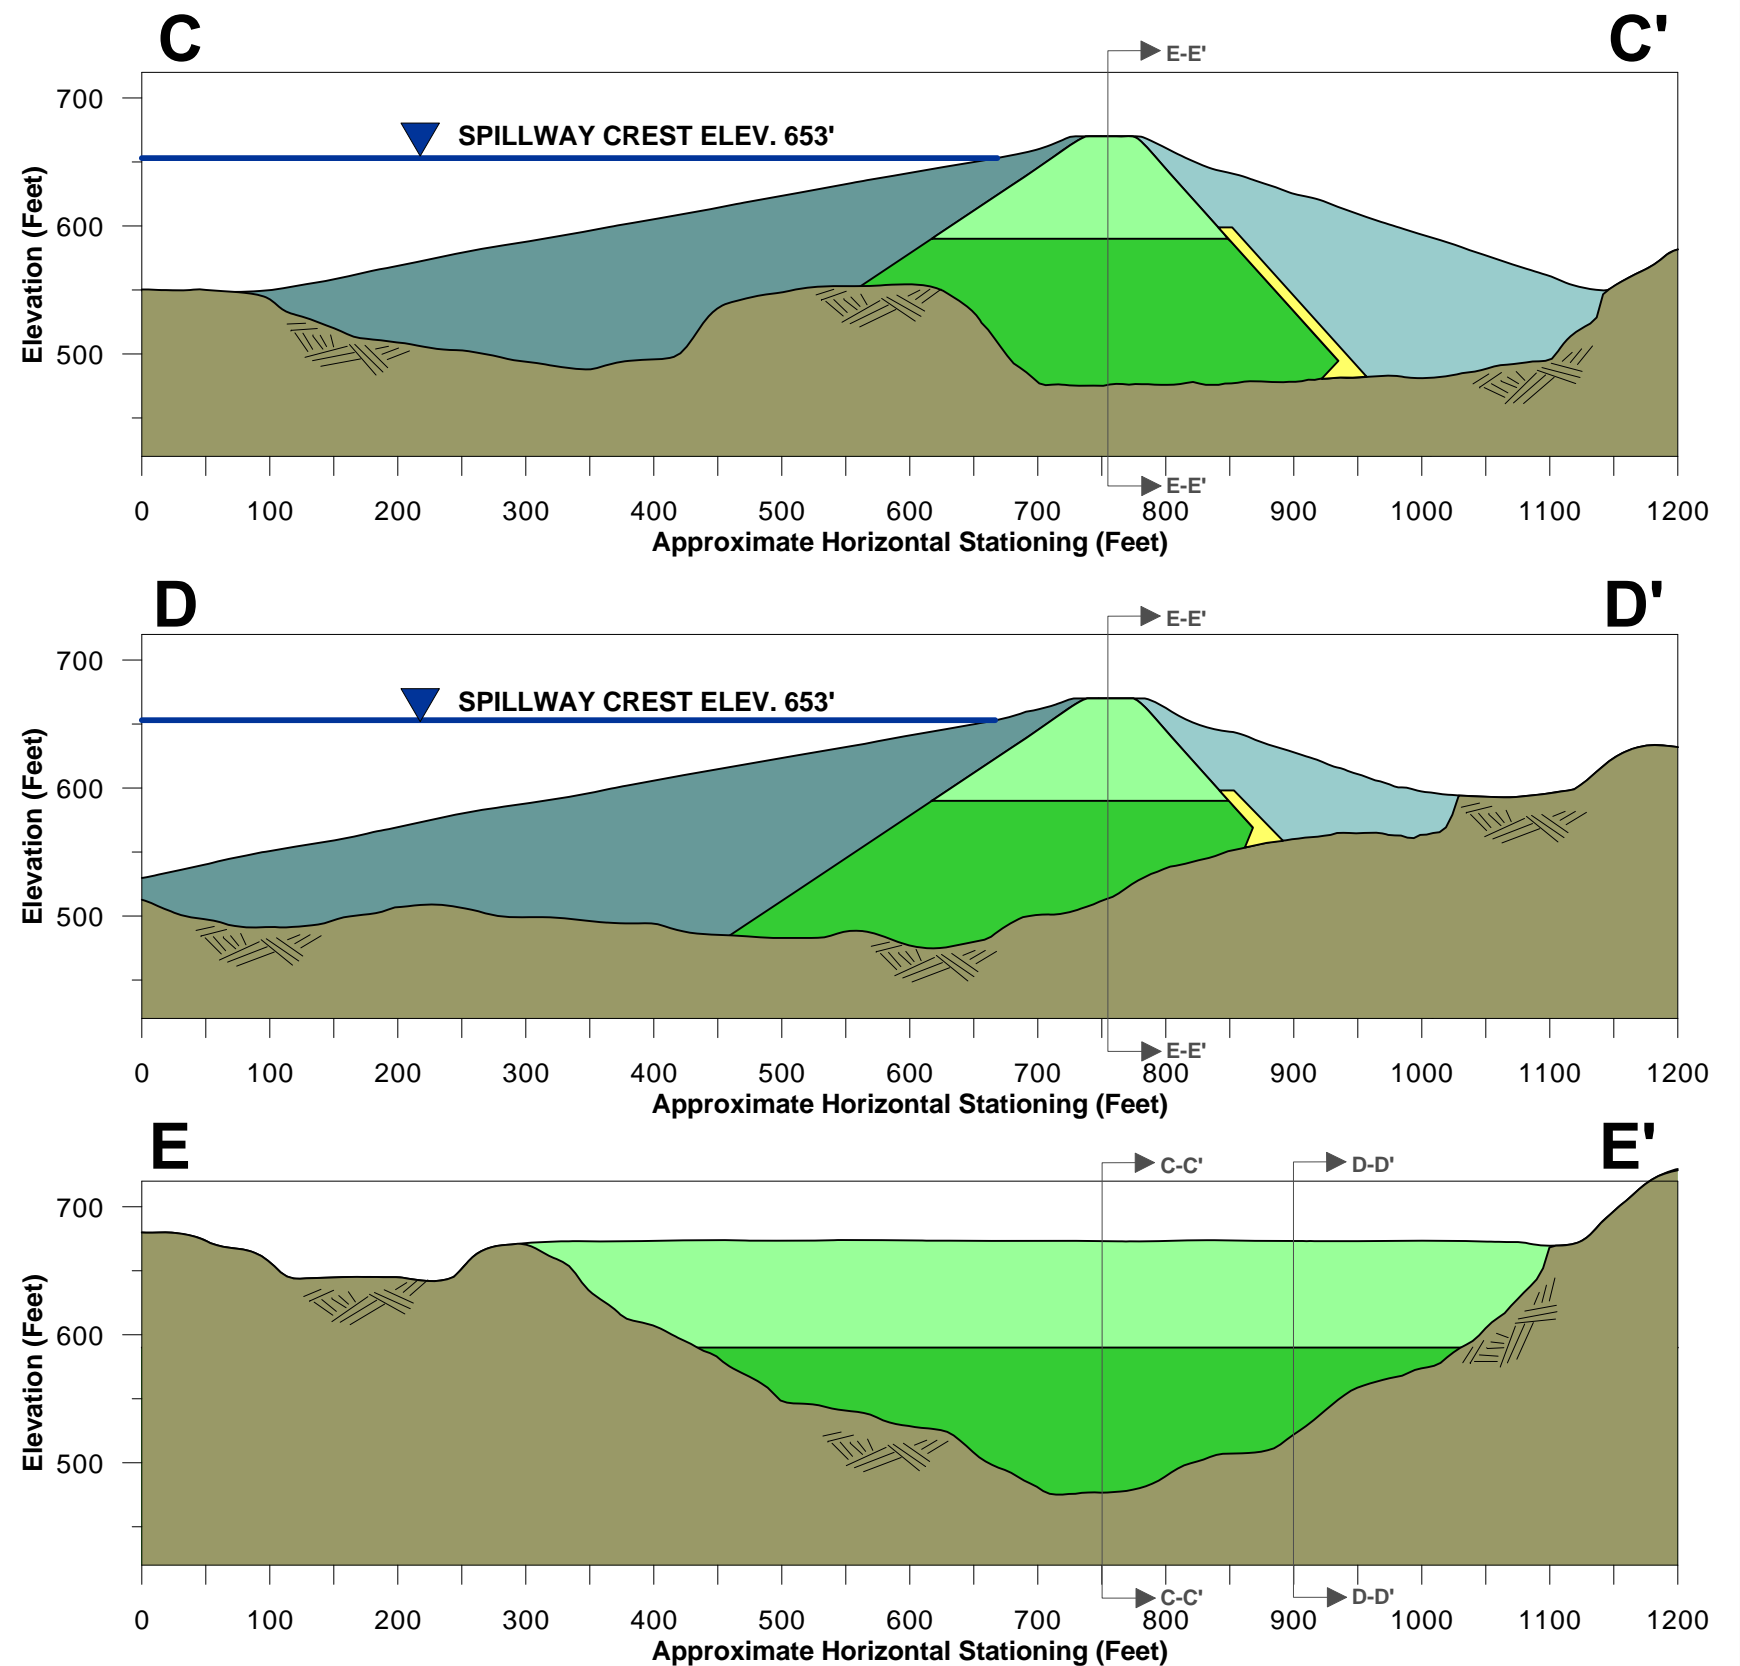 C C'
E-E'
700
SPILLWAY CREST ELEV. 653'
600
500
Elevation (Feet)
E-E'
0 100 200 300 400 500 600 700 800 900 1000 1100 1200
Approximate Horizontal Stationing (Feet)
D D'
E-E'
700
SPILLWAY CREST ELEV. 653'
600
500
Elevation (Feet)
E-E'
0 100 200 300 400 500 600 700 800 900 1000 1100 1200
Approximate Horizontal Stationing (Feet)
E E'
C-C' D-D'
700
600
500
Elevation (Feet)
C-C' D-D'
0 100 200 300 400 500 600 700 800 900 1000 1100 1200
Approximate Horizontal Stationing (Feet)